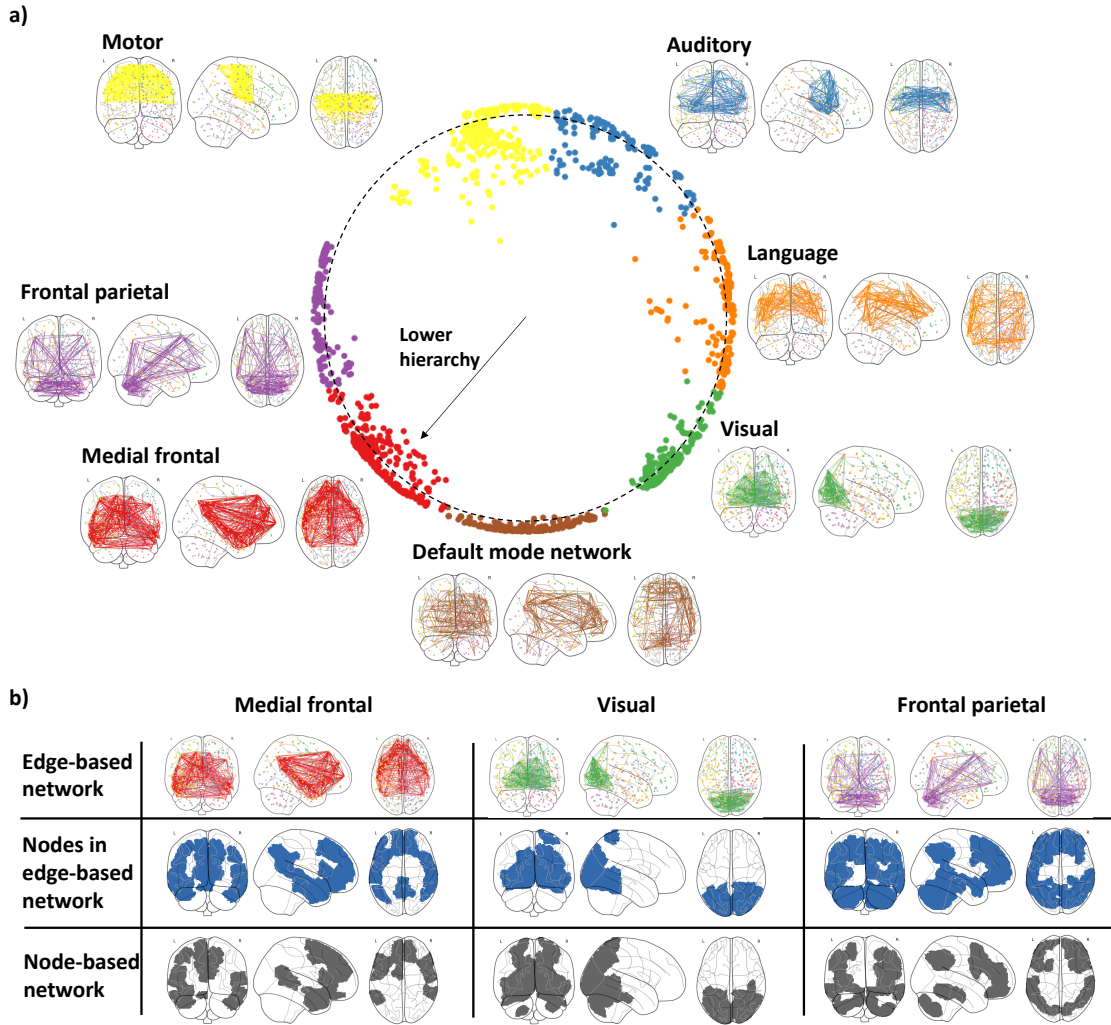 a)
Motor
L R
Auditory
L R
Frontal parietal
L R
Language
L R
Lower
hierarchy
Medial frontal
L R
Visual
L R
Default mode network
L R
b)
Medial frontal
Visual
Frontal parietal
Edge-based
network
L R
L R
L R
Nodes in
edge-based
network
L R
L R
L R
Node-based
network
L R
L R
L R